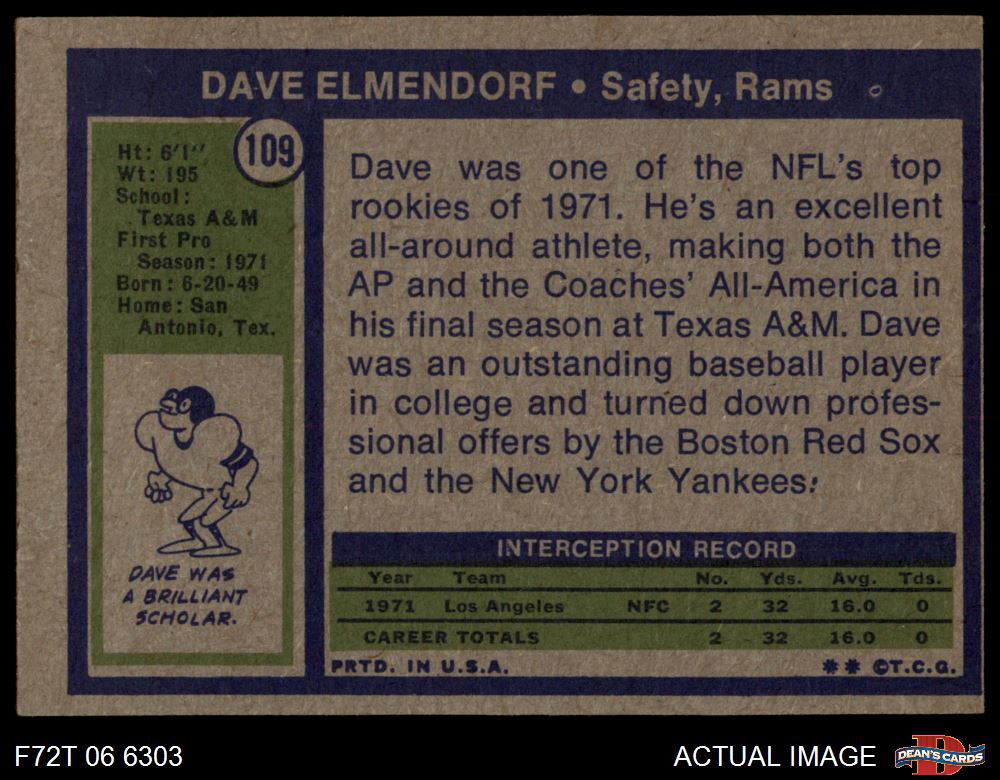 DAVE ELMENDORF • Safety, Rams
109
Ht: 6'1''
Wt: 195
School:
Texas A&M
First Pro
Season: 1971
Born: 6-20-49
Home: San
Antonio, Tex.
DAVE WAS
A BRILLIANT
SCHOLAR.
Dave was one of the NFL's top
rookies of 1971. He's an excellent
all-around athlete, making both the
AP and the Coaches' All-America in
his final season at Texas A&M. Dave
was an outstanding baseball player
in college and turned down profes-
sional offers by the Boston Red Sox
and the New York Yankees.
INTERCEPTION RECORD
Year Team No. Yds. Avg. Tds.
1971 Los Angeles NFC 2 32 16.0 0
CAREER TOTALS 2 32 16.0 0
PRTD. IN U.S.A. ** ©T.C.G.
F72T 06 6303 ACTUAL IMAGE D DEAN'S CARDS